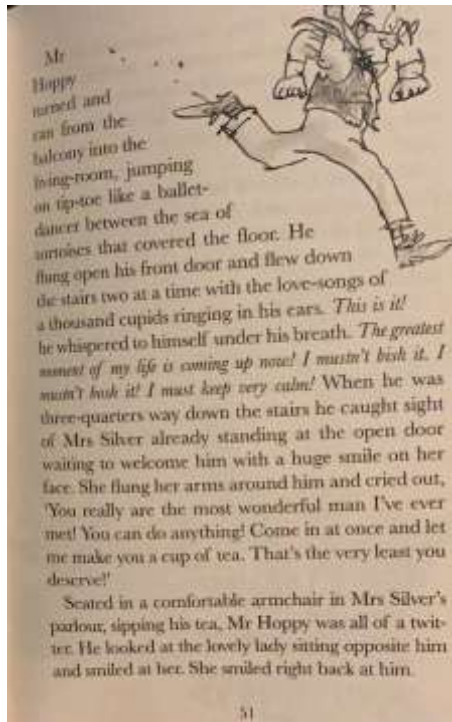 Mr
Hoppy
turned and
ran from the
balcony into the
living-room, jumping
on tip-toe like a ballet-
dancer between the sea of
tortoises that covered the floor. He
flung open his front door and flew down
the stairs two at a time with the love-songs of
a thousand cupids ringing in his ears. This is it!
he whispered to himself under his breath. The greatest
moment of my life is coming up now! I mustn't bish it. I
mustn't bish it! I must keep very calm! When he was
three-quarters way down the stairs he caught sight
of Mrs Silver already standing at the open door
waiting to welcome him with a huge smile on her
face. She flung her arms around him and cried out,
'You really are the most wonderful man I've ever
met! You can do anything! Come in at once and let
me make you a cup of tea. That's the very least you
deserve!'
Seated in a comfortable armchair in Mrs Silver's
parlour, sipping his tea, Mr Hoppy was all of a twit-
ter. He looked at the lovely lady sitting opposite him
and smiled at her. She smiled right back at him.
51